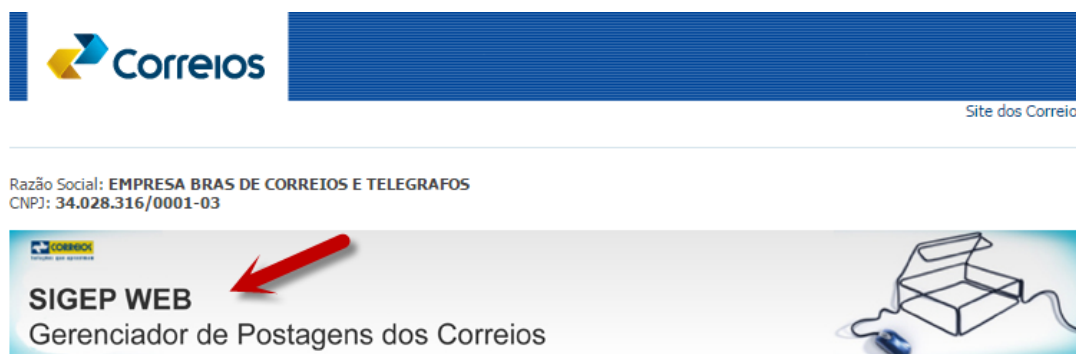 Correios
Site dos Correio
Razão Social: EMPRESA BRAS DE CORREIOS E TELEGRAFOS
CNPJ: 34.028.316/0001-03
CORREIOS
SIGEP WEB
Gerenciador de Postagens dos Correios